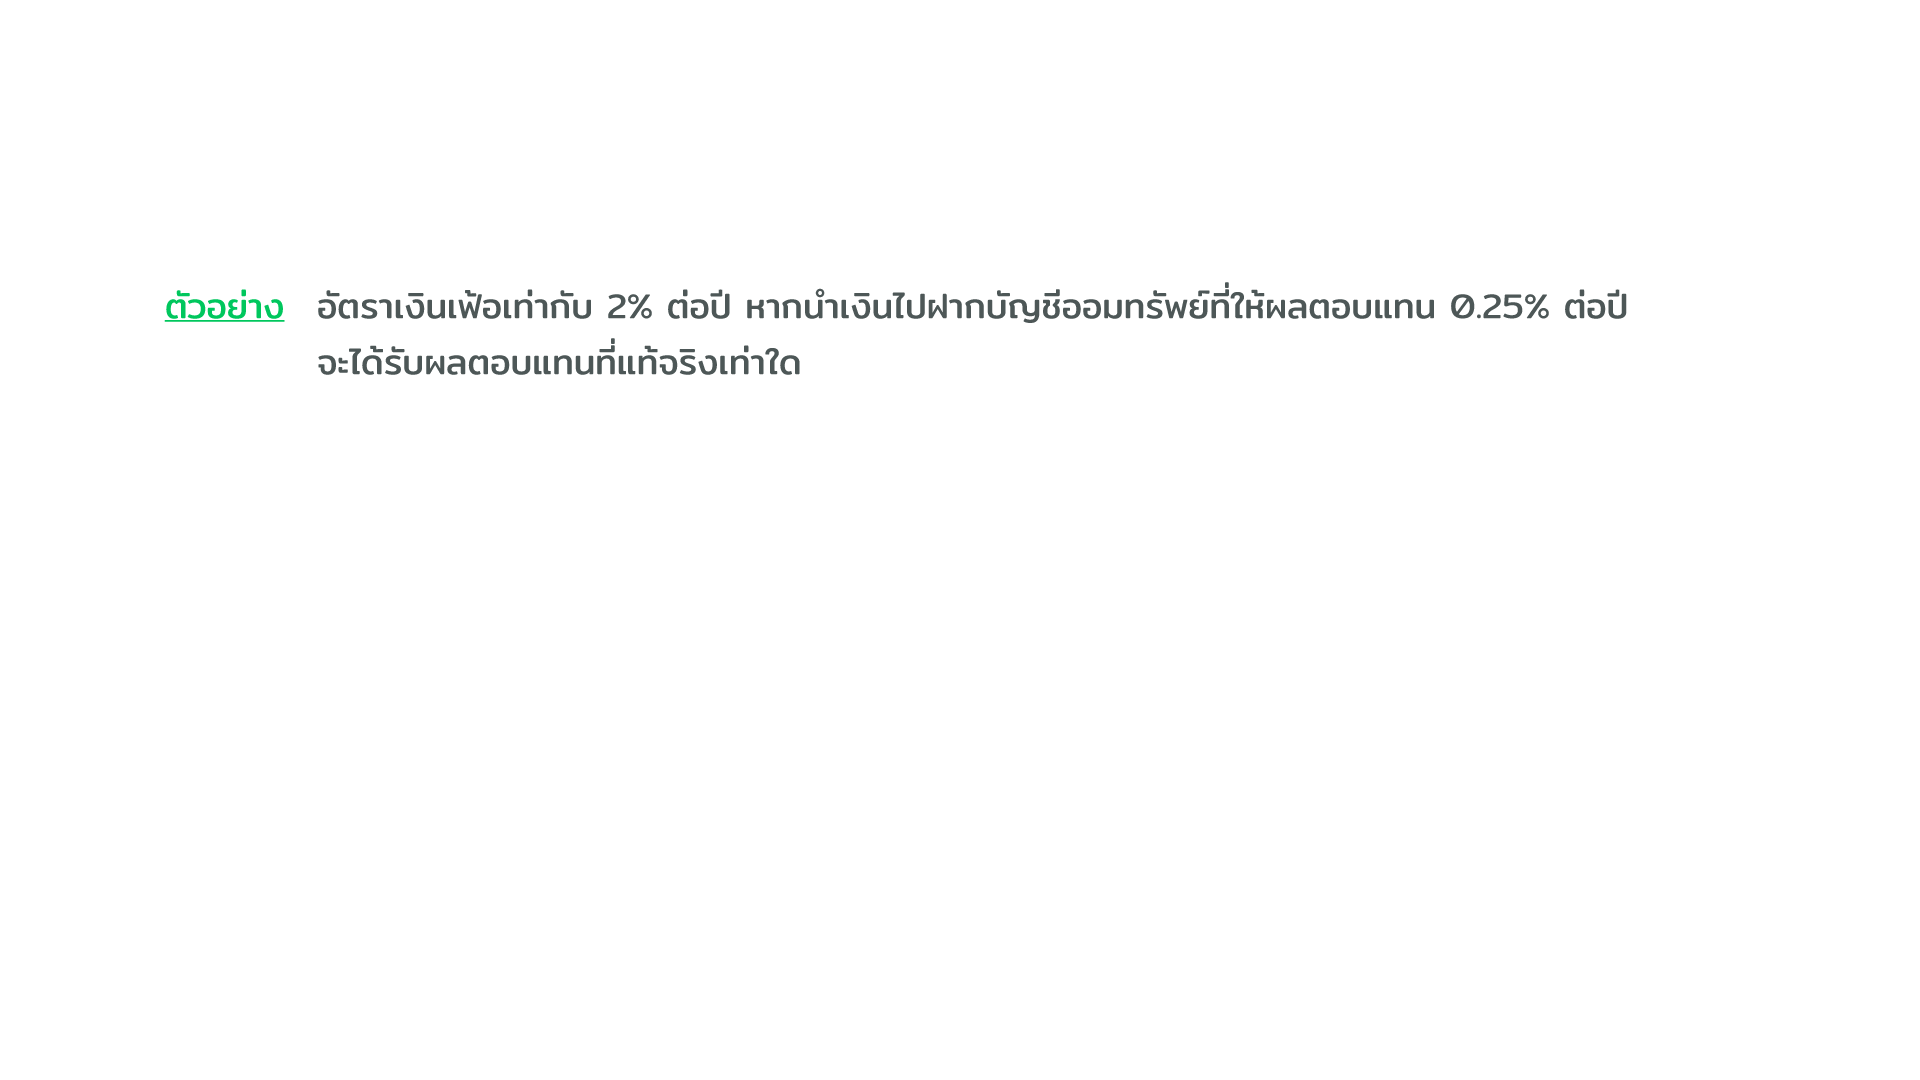 ตัวอย่าง อัตราเงินเฟ้อเท่ากับ 2% ต่อปี หากนำเงินไปฝากบัญชีออมทรัพย์ที่ให้ผลตอบแทน 0.25% ต่อปี
จะได้รับผลตอบแทนที่แท้จริงเท่าใด